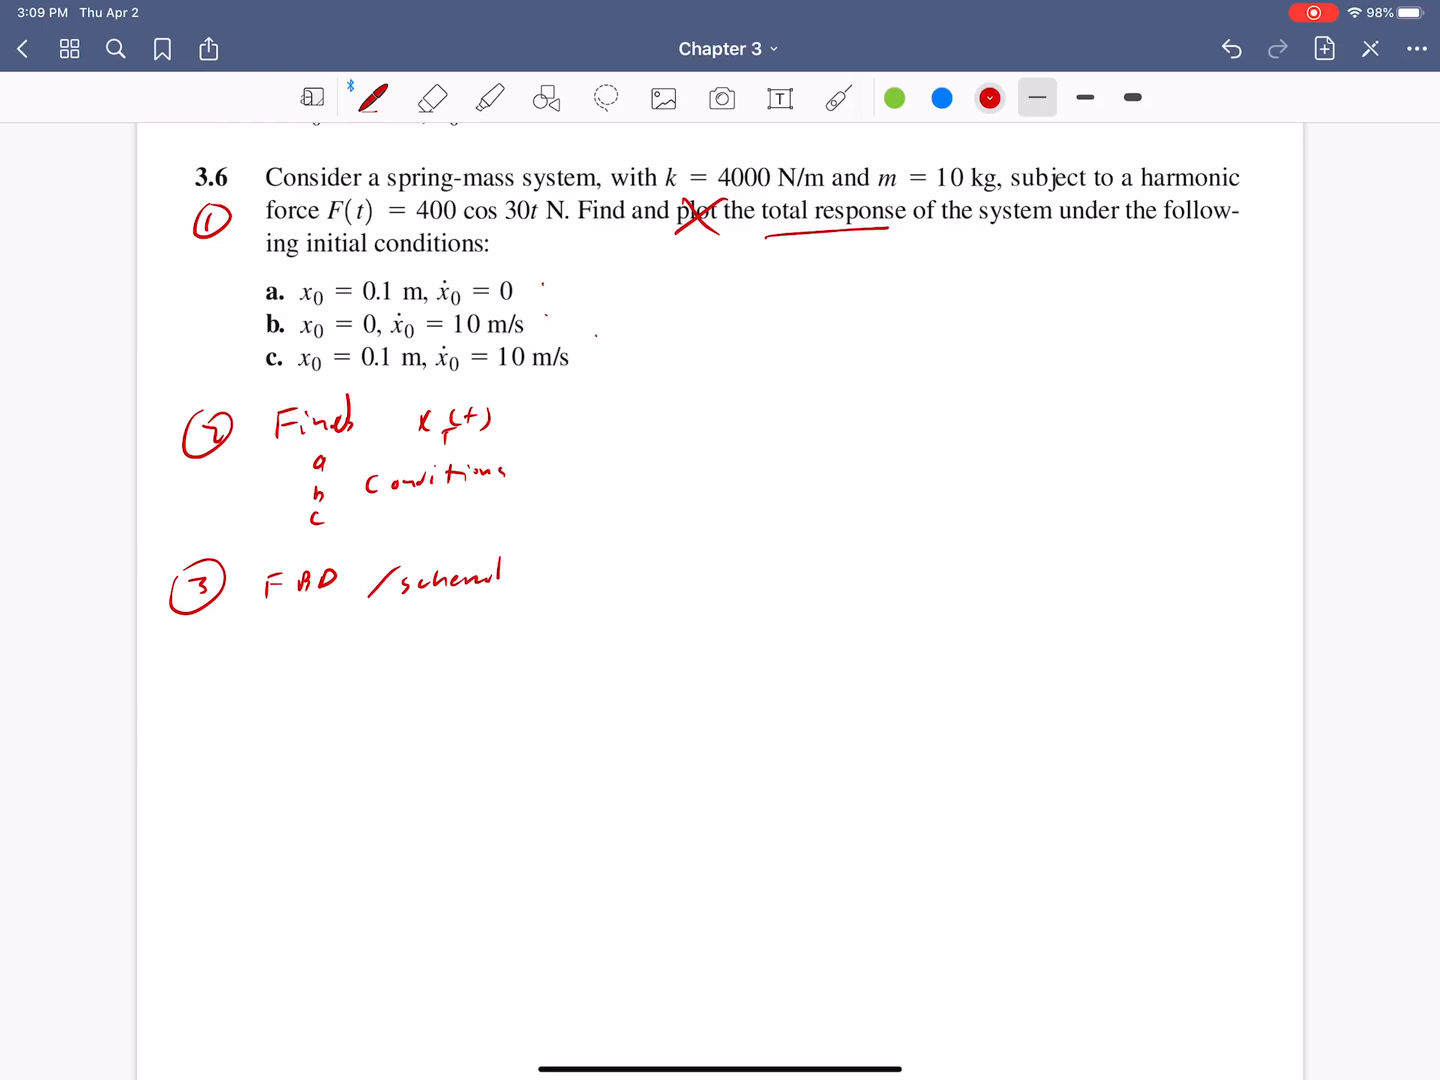 3:09 PM Thu Apr 2
98%
Chapter 3
3.6 Consider a spring-mass system, with k = 4000 N/m and m = 10 kg, subject to a harmonic
① force F(t) = 400 cos 30t N. Find and plot the total response of the system under the follow-
ing initial conditions:
a. x₀ = 0.1 m, ẋ₀ = 0
b. x₀ = 0, ẋ₀ = 10 m/s
c. x₀ = 0.1 m, ẋ₀ = 10 m/s
② Find x_T(t)
a
b conditions
c
③ FBD /schemat